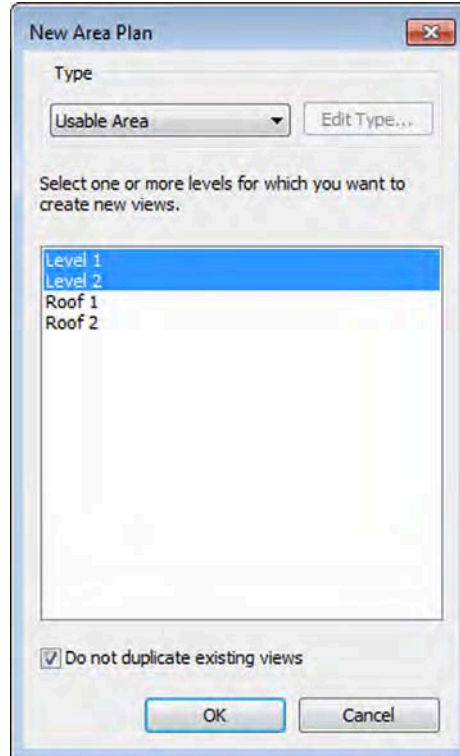 New Area Plan
Type
Usable Area
Edit Type...
Select one or more levels for which you want to
create new views.
Level 1
Level 2
Roof 1
Roof 2
Do not duplicate existing views
OK
Cancel